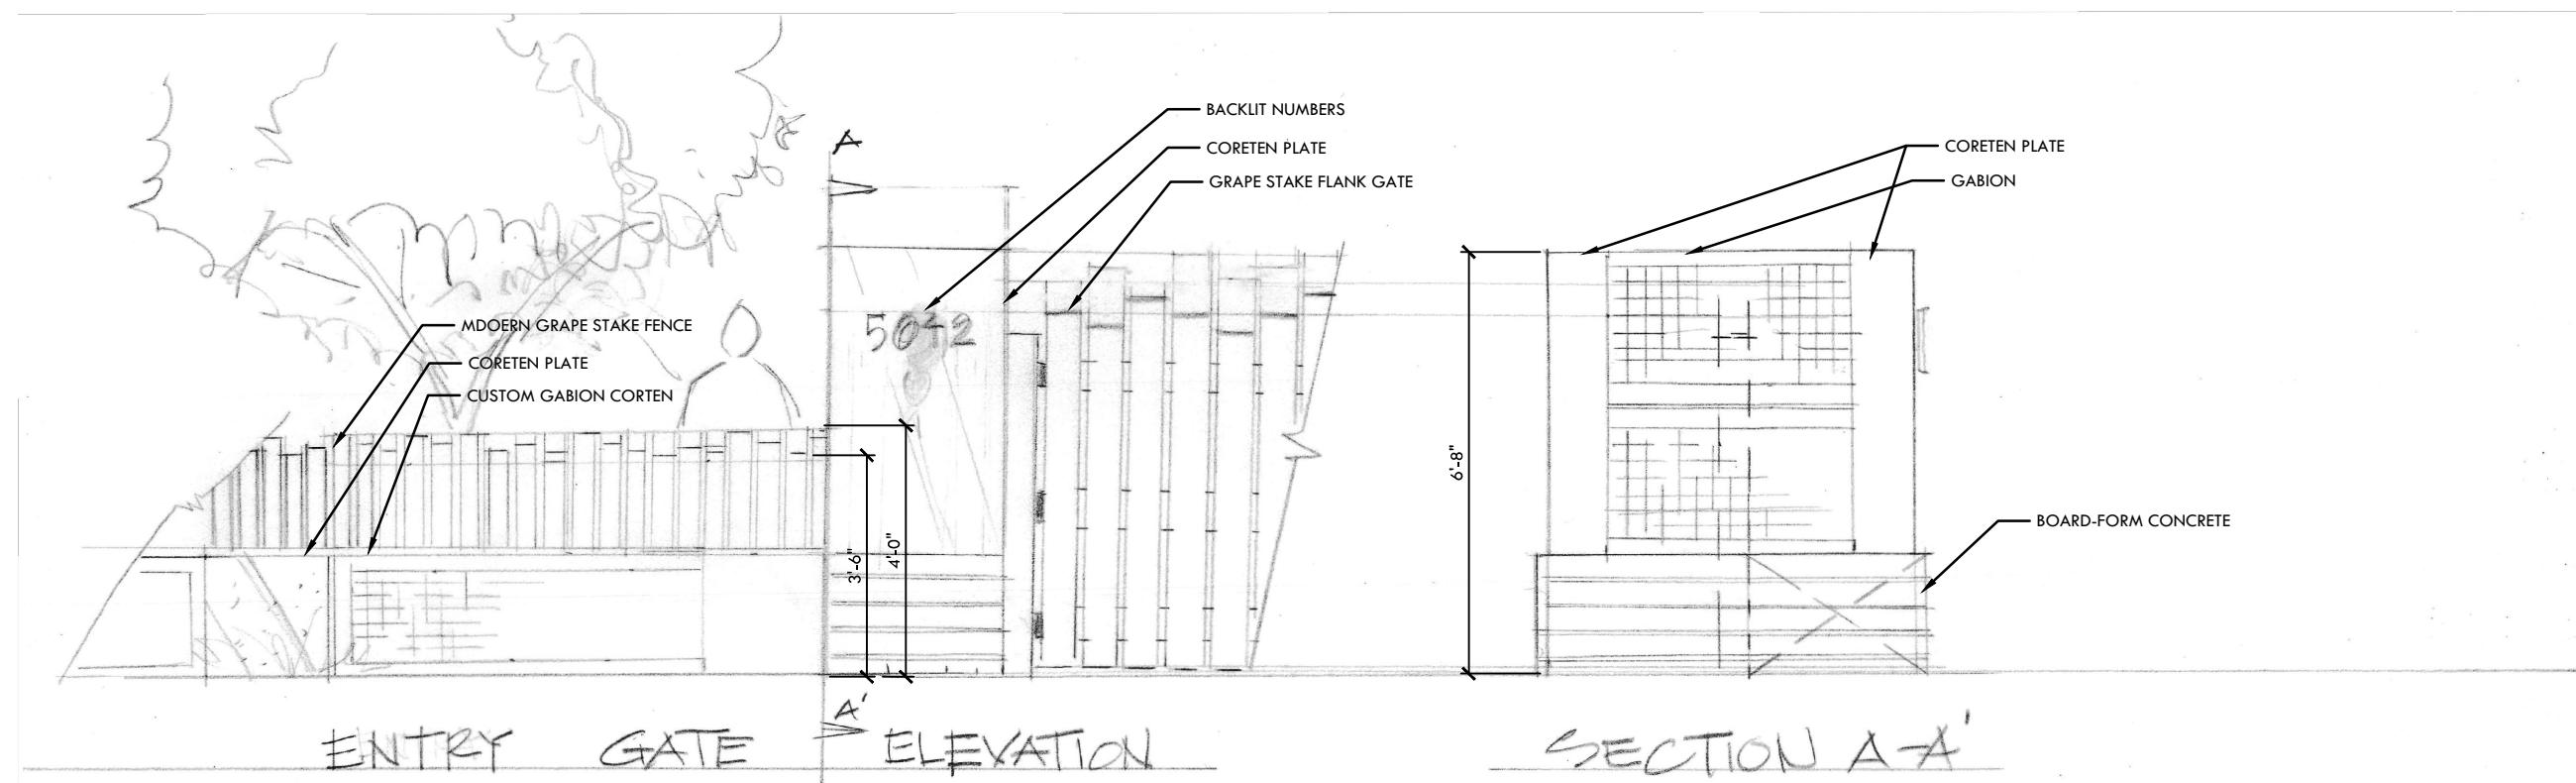 BACKLIT NUMBERS
CORETEN PLATE
GRAPE STAKE FLANK GATE
CORETEN PLATE
GABION
A
MDOERN GRAPE STAKE FENCE
CORETEN PLATE
CUSTOM GABION CORTEN
3'-6"
4'-0"
6'-8"
BOARD-FORM CONCRETE
A'
ENTRY GATE ELEVATION
SECTION A-A'